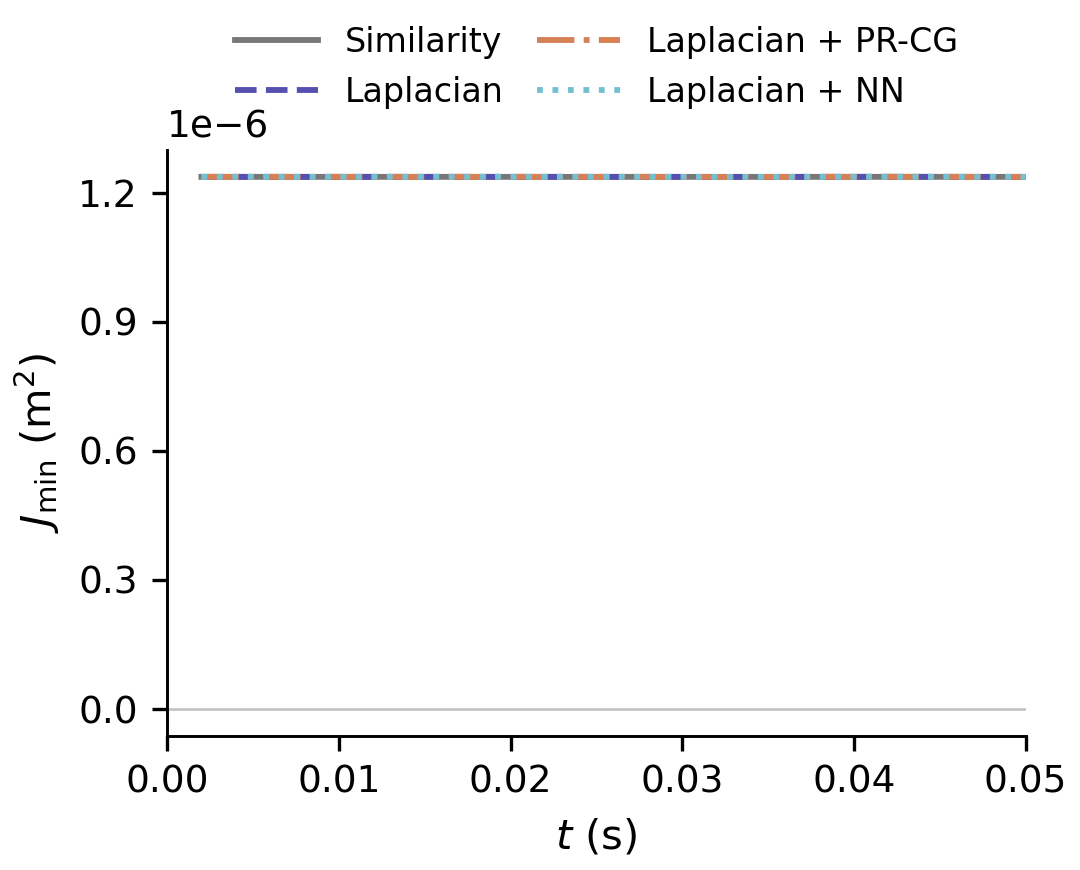 Similarity
Laplacian
Laplacian + PR-CG
Laplacian + NN
1e−6
1.2
0.9
0.6
0.3
0.0
J_min (m²)
0.00 0.01 0.02 0.03 0.04 0.05
t (s)